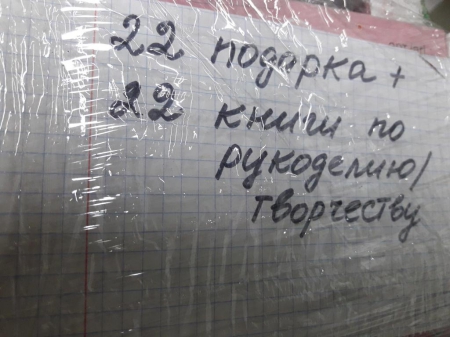 22 подарка +
22 книги по
рукоделию/
творчеству